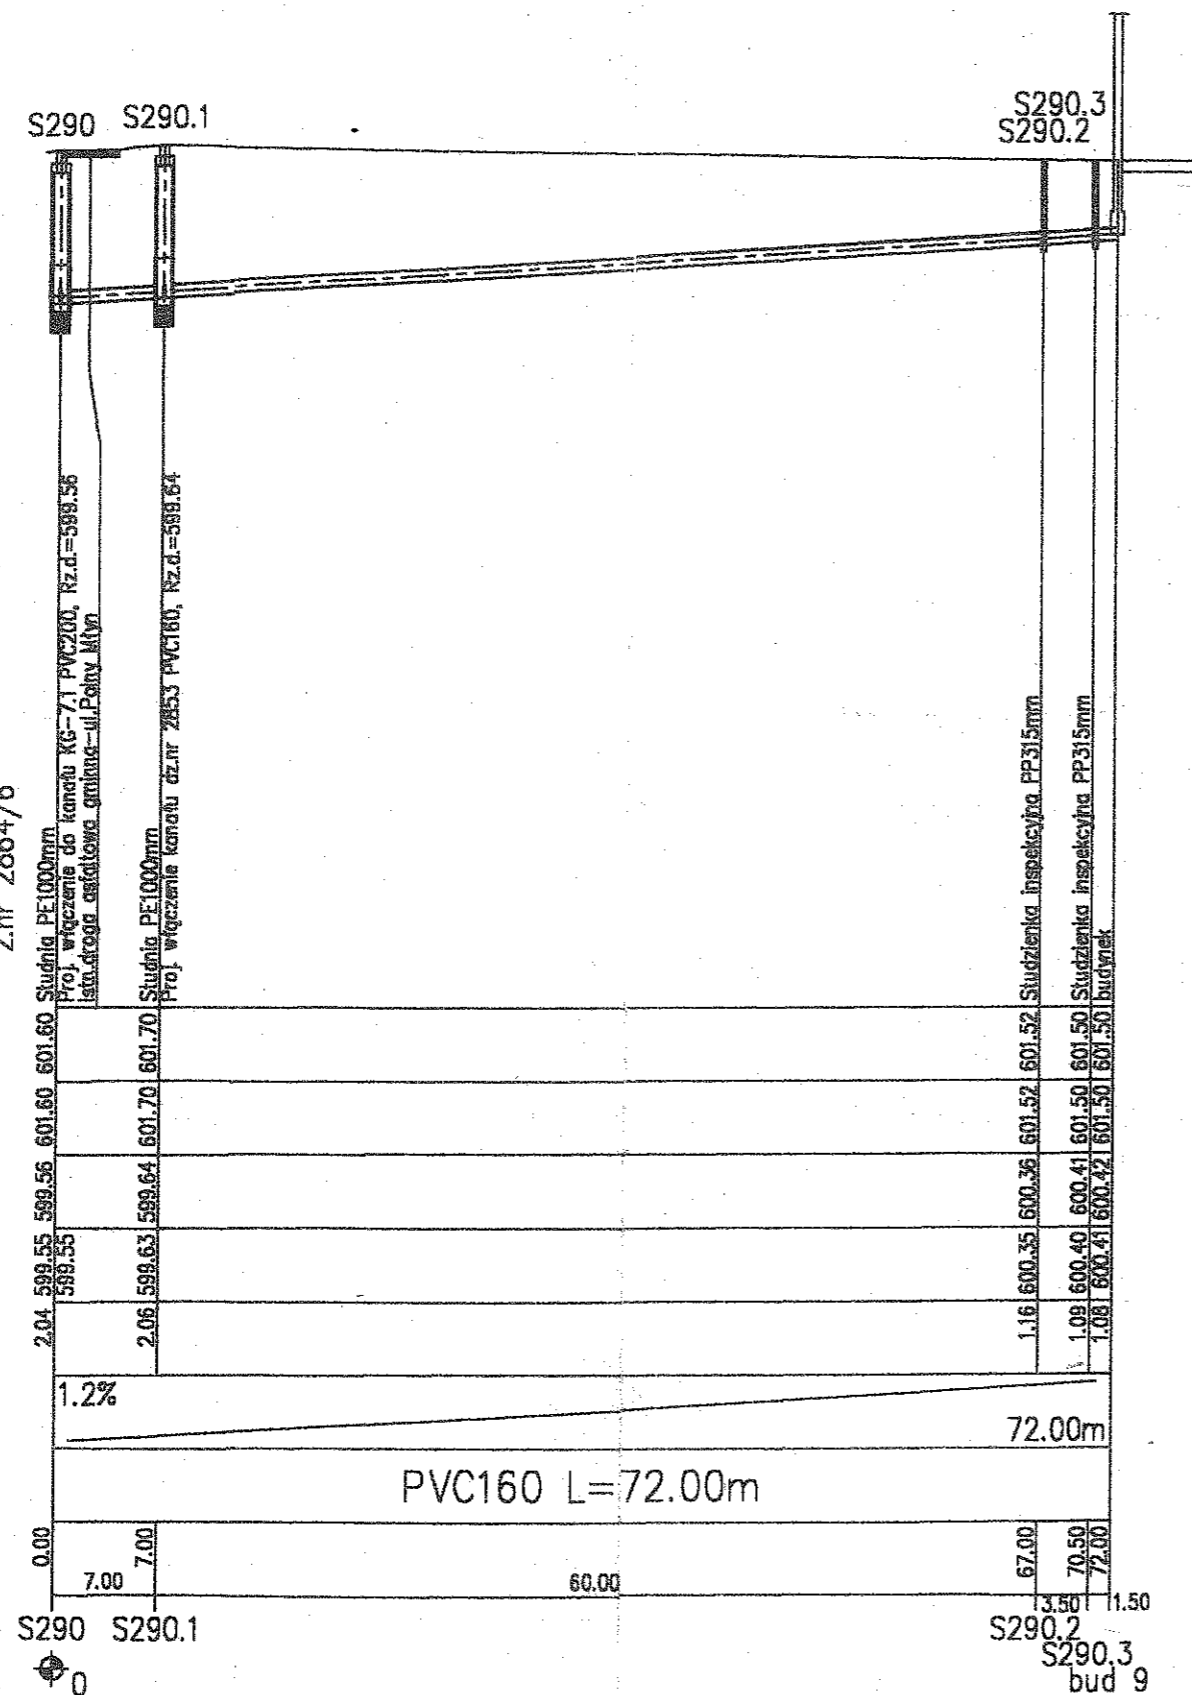 S290 S290.1 S290.3
S290.2
z.nr 2864/6
Studnia PE1000mm
Proj. włączenie do kanału KG-7.1 PVC200, Rz.d.=599.56
istn.droga asfaltowa gminna-ul.Polny Młyn
Studnia PE1000mm
Proj. włączenie kanału dz.nr 2853 PVC160, Rz.d.=599.64
Studzienka inspekcyjna PP315mm
Studzienka inspekcyjna PP315mm
budynek
601.60 601.70 601.52 601.50 601.50
601.60 601.70 601.52 601.50 601.50
599.56 599.64 600.36 600.41 600.42
599.55 599.55 599.63 600.35 600.40 600.41
2.04 2.06 1.16 1.09 1.08
1.2%
72.00m
PVC160 L=72.00m
0.00 7.00 67.00 70.50 72.00
7.00 60.00 3.50 1.50
S290 S290.1 S290.2
S290.3
0 bud 9